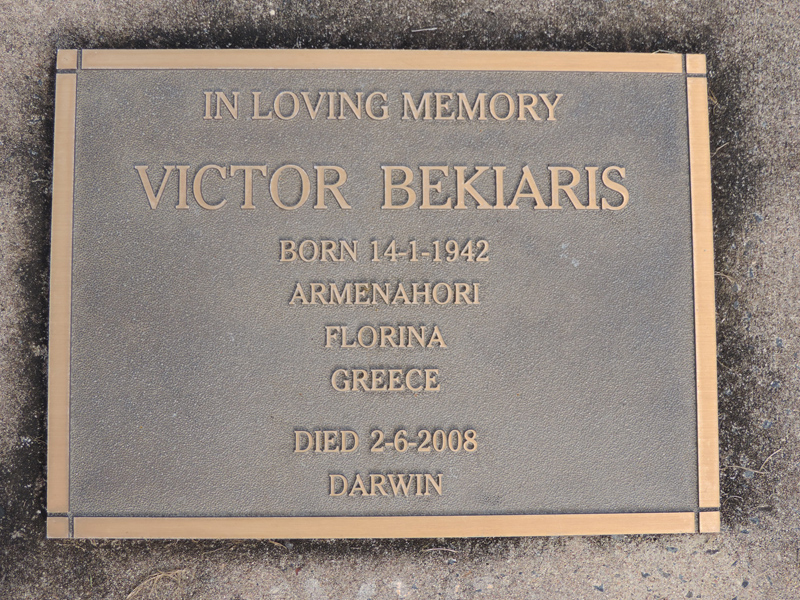 IN LOVING MEMORY
VICTOR BEKIARIS
BORN 14-1-1942
ARMENAHORI
FLORINA
GREECE
DIED 2-6-2008
DARWIN